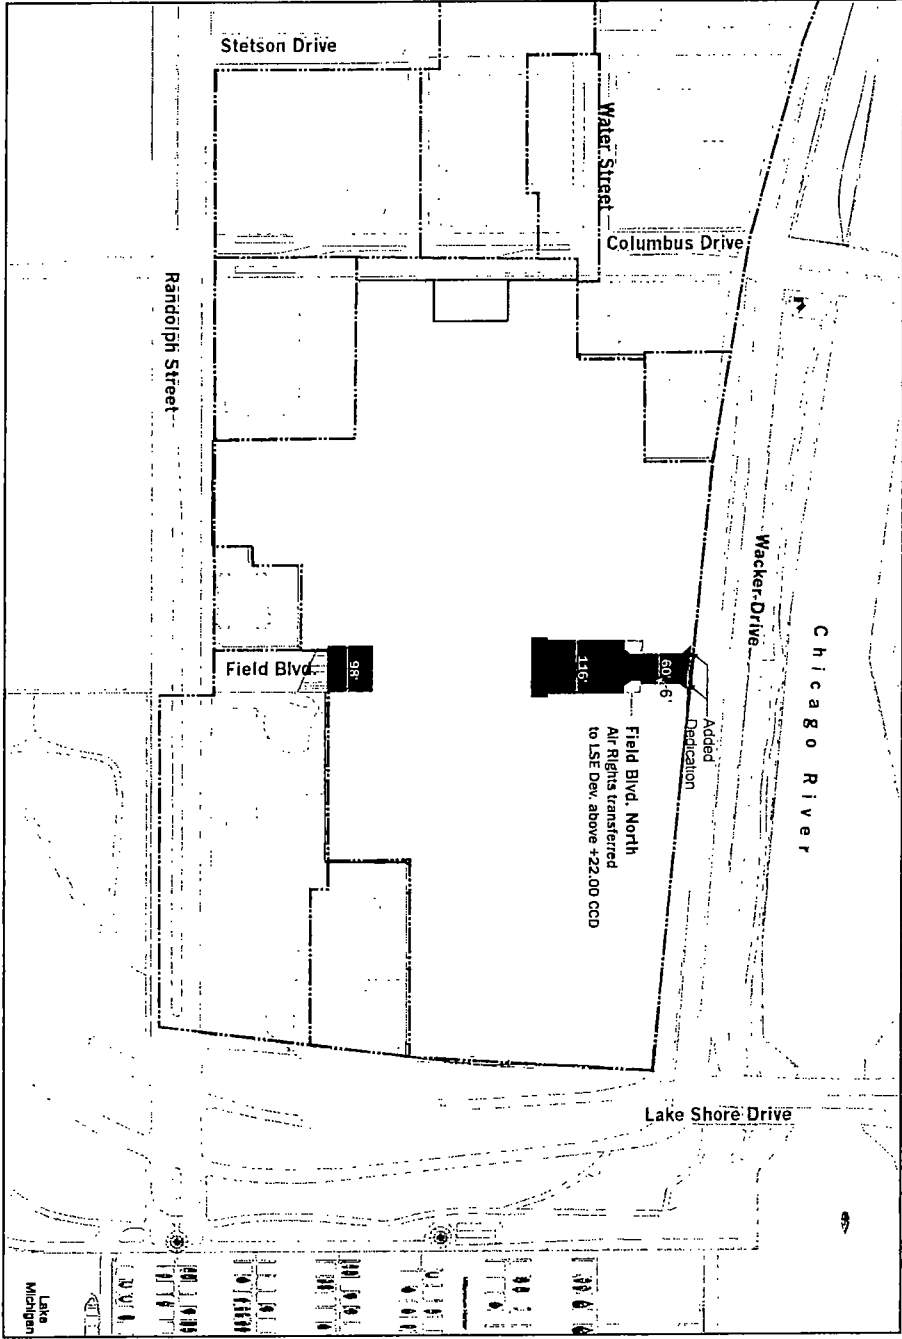 Stetson Drive
Water Street
Columbus Drive
Randolph Street
Wacker Drive
Chicago River
Field Blvd.
98'
116'
60'-6'
Added
Dedication
Field Blvd. North
Air Rights transferred
to LSE Dev. above +22.00 CCD
Lake Shore Drive
Lake
Michigan